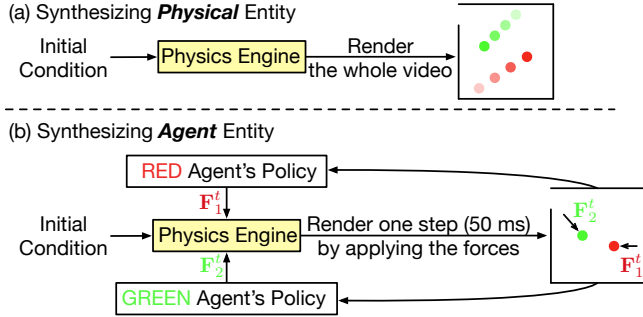 (a) Synthesizing Physical Entity
Initial Condition
Physics Engine
Render
the whole video
(b) Synthesizing Agent Entity
RED Agent's Policy
F₁ᵗ
Initial Condition
Physics Engine
Render one step (50 ms)
by applying the forces
F₂ᵗ
GREEN Agent's Policy
F₂ᵗ
F₁ᵗ